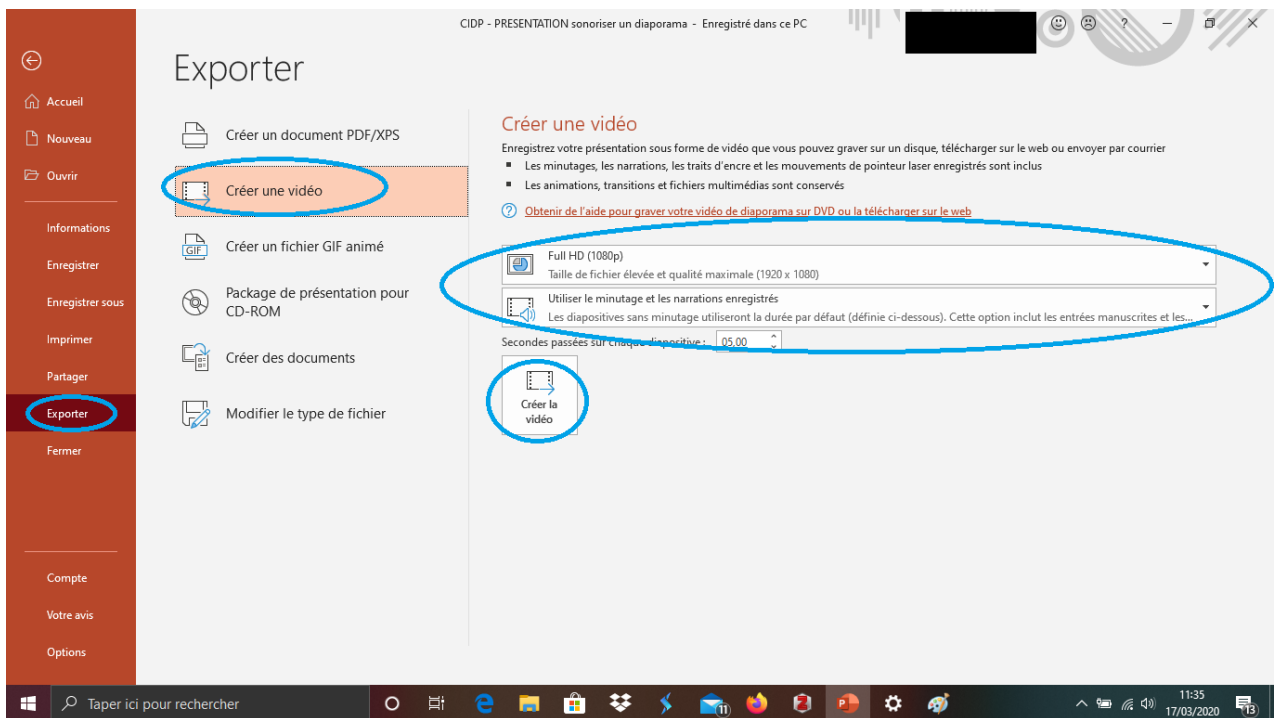 CIDP - PRESENTATION sonoriser un diaporama - Enregistré dans ce PC
?
Exporter
Accueil
Nouveau
Ouvrir
Informations
Enregistrer
Enregistrer sous
Imprimer
Partager
Exporter
Fermer
Compte
Votre avis
Options
Créer un document PDF/XPS
Créer une vidéo
GIF
Créer un fichier GIF animé
Package de présentation pour
CD-ROM
Créer des documents
Modifier le type de fichier
Créer une vidéo
Enregistrez votre présentation sous forme de vidéo que vous pouvez graver sur un disque, télécharger sur le web ou envoyer par courrier
Les minutages, les narrations, les traits d'encre et les mouvements de pointeur laser enregistrés sont inclus
Les animations, transitions et fichiers multimédias sont conservés
? Obtenir de l'aide pour graver votre vidéo de diaporama sur DVD ou la télécharger sur le web
Full HD (1080p)
Taille de fichier élevée et qualité maximale (1920 x 1080)
Utiliser le minutage et les narrations enregistrés
Les diapositives sans minutage utiliseront la durée par défaut (définie ci-dessous). Cette option inclut les entrées manuscrites et les...
Secondes passées sur chaque diapositive : 05,00
Créer la
vidéo
Taper ici pour rechercher
11
11:35
17/03/2020
13